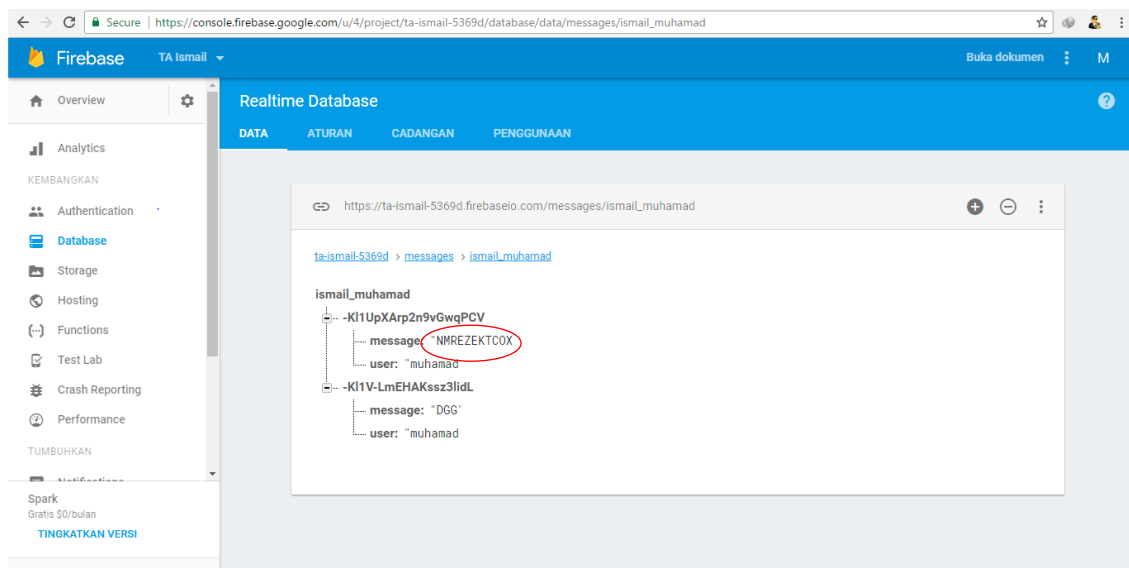 Secure | https://console.firebase.google.com/u/4/project/ta-ismail-5369d/database/data/messages/ismail_muhamad
Firebase TA Ismail Buka dokumen M
Overview
Realtime Database ?
DATA ATURAN CADANGAN PENGGUNAAN
Analytics
KEMBANGKAN
Authentication
Database
Storage
Hosting
Functions
Test Lab
Crash Reporting
Performance
TUMBUHKAN
Notifications
Spark
Gratis $0/bulan
TINGKATKAN VERSI
https://ta-ismail-5369d.firebaseio.com/messages/ismail_muhamad
ta-ismail-5369d > messages > ismail_muhamad
ismail_muhamad
-Kl1UpXArp2n9vGwqPCV
message: "NMREZEKTCOX
user: "muhamad
-Kl1V-LmEHAKssz3lidL
message: "DGG"
user: "muhamad